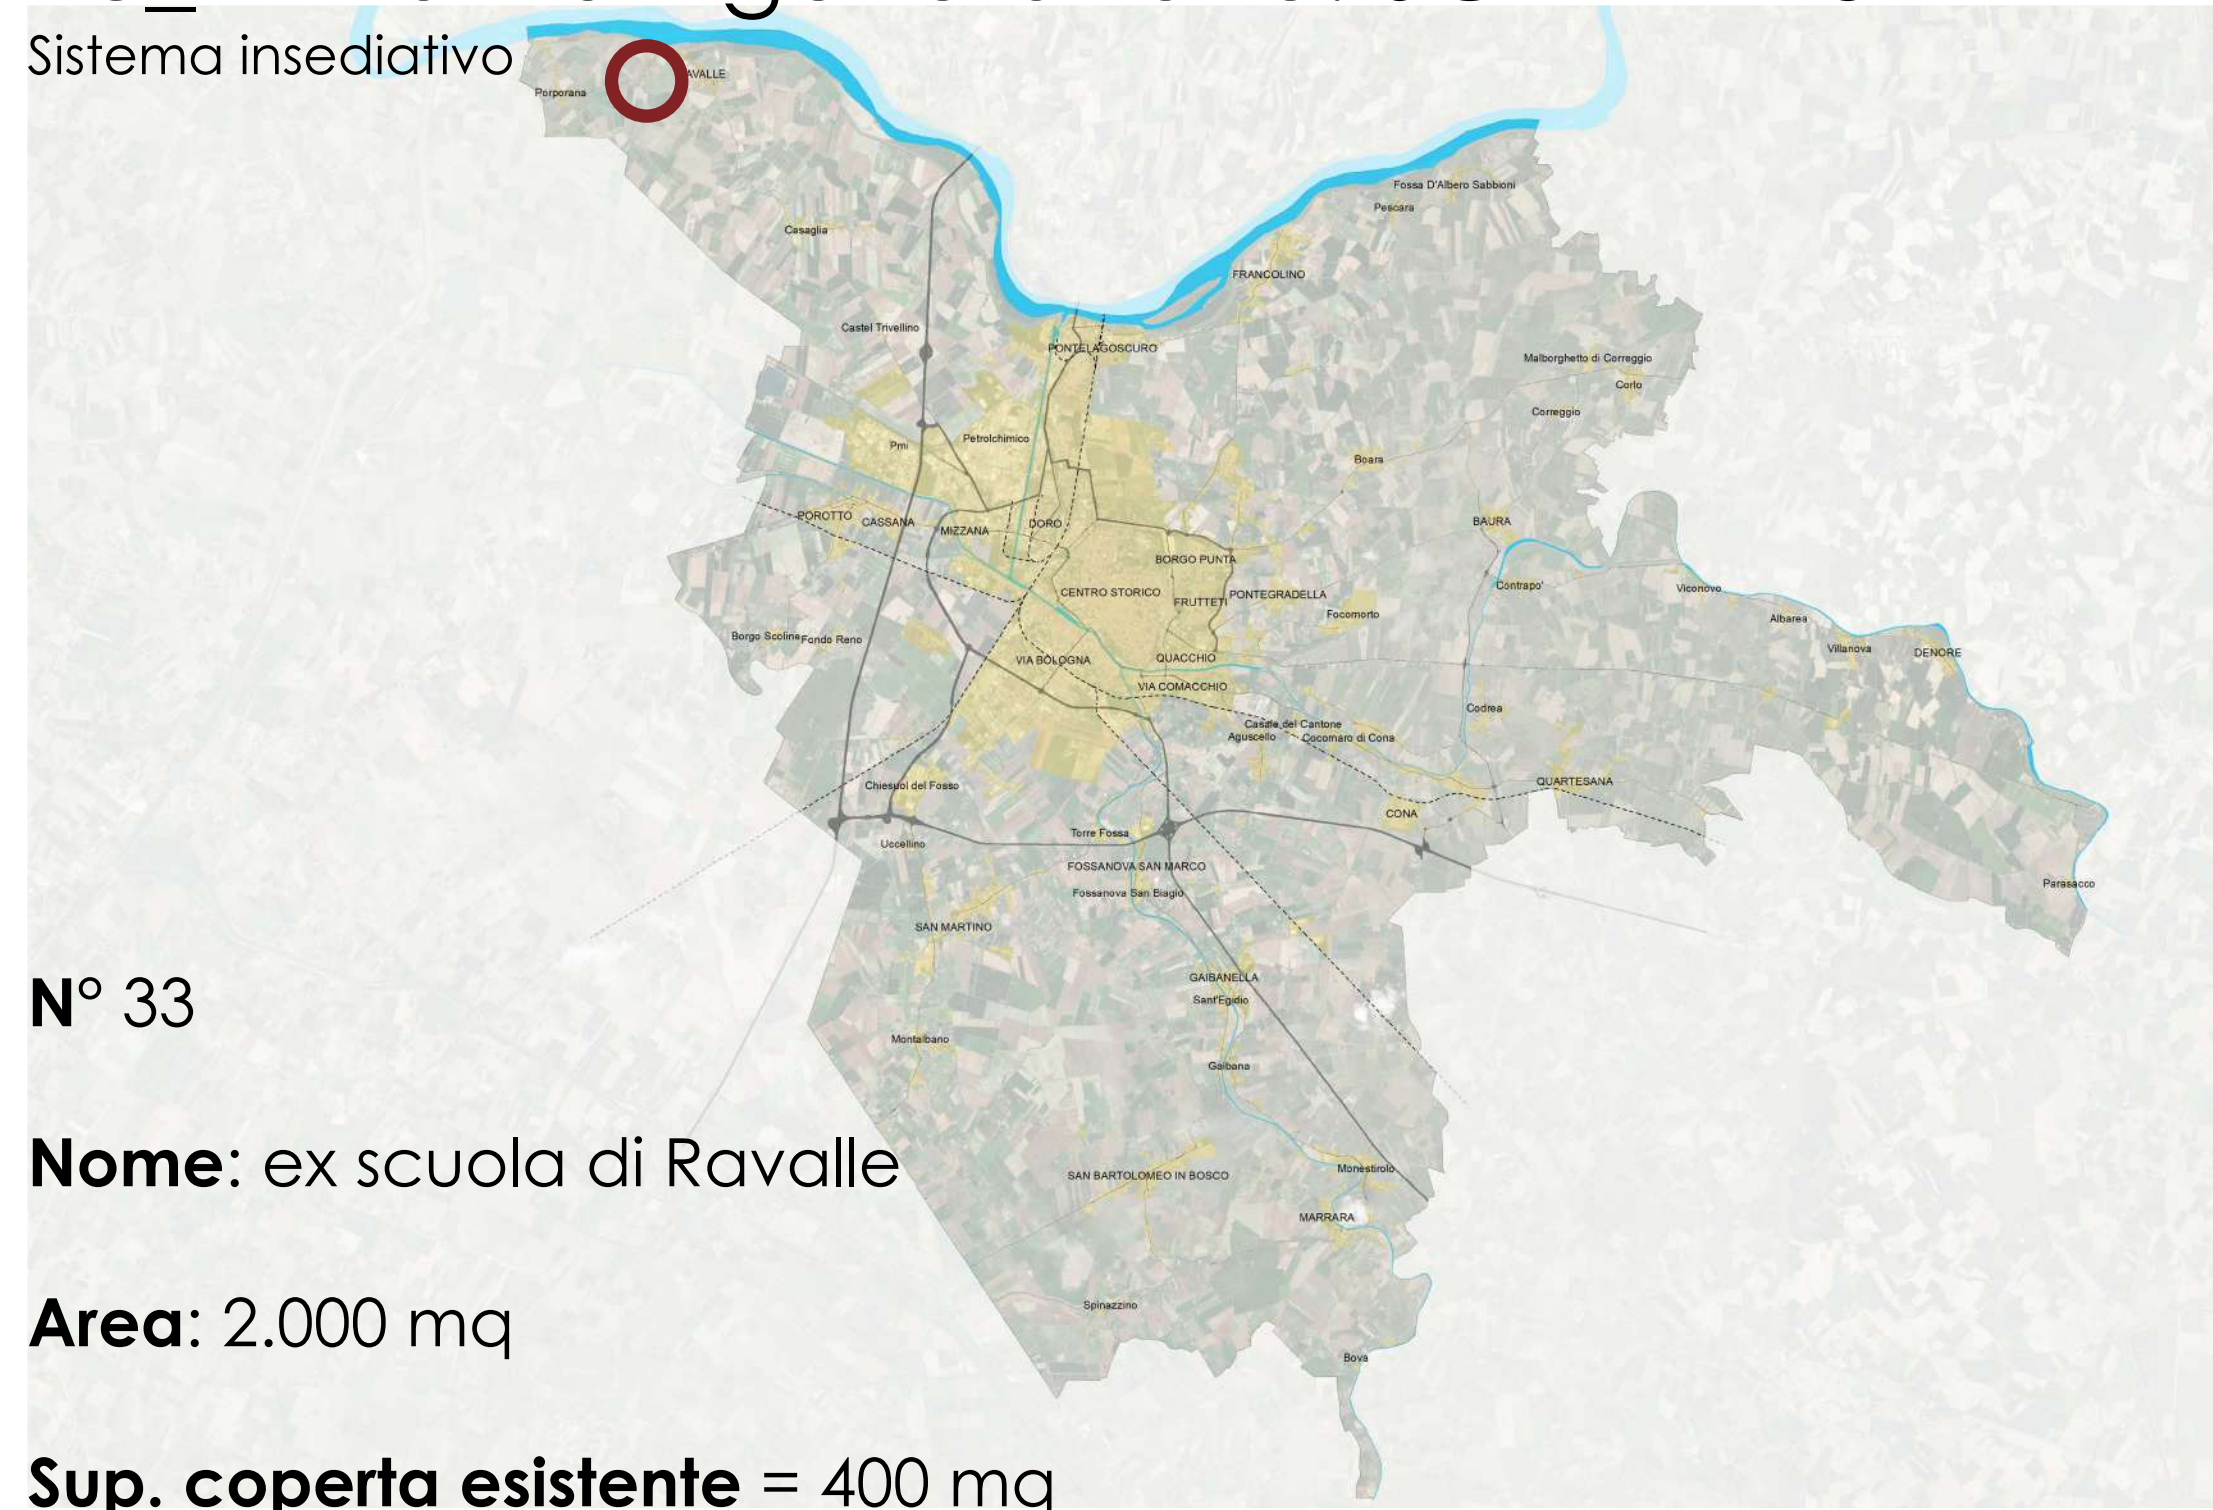 Sistema insediativo
AVALLE
Porporana
Fossa D'Albero Sabbioni
Pescara
Casaglia
FRANCOLINO
Castel Trivellino
PONTELAGOSCURO
Malborghetto di Correggio
Corlo
Correggio
Pmi
Petrolchimico
Boara
POROTTO
CASSANA
MIZZANA
DORO
BAURA
BORGO PUNTA
CENTRO STORICO
FRUTTETI
PONTEGRADELLA
Contrapo'
Viconovo
Focomorto
Albarea
Borgo Scoline
Fondo Reno
VIA BOLOGNA
QUACCHIO
Villanova
DENORE
VIA COMACCHIO
Codrea
Casale del Cantone
Aguscello
Cocomaro di Cona
Chiesuol del Fosso
QUARTESANA
CONA
Torre Fossa
Uccellino
FOSSANOVA SAN MARCO
Fossanova San Biagio
Parasacco
SAN MARTINO
GAIBANELLA
Sant'Egidio
N° 33
Montalbano
Gaibana
Nome: ex scuola di Ravalle
SAN BARTOLOMEO IN BOSCO
Monestirolo
MARRARA
Area: 2.000 mq
Spinazzino
Bova
Sup. coperta esistente = 400 mq